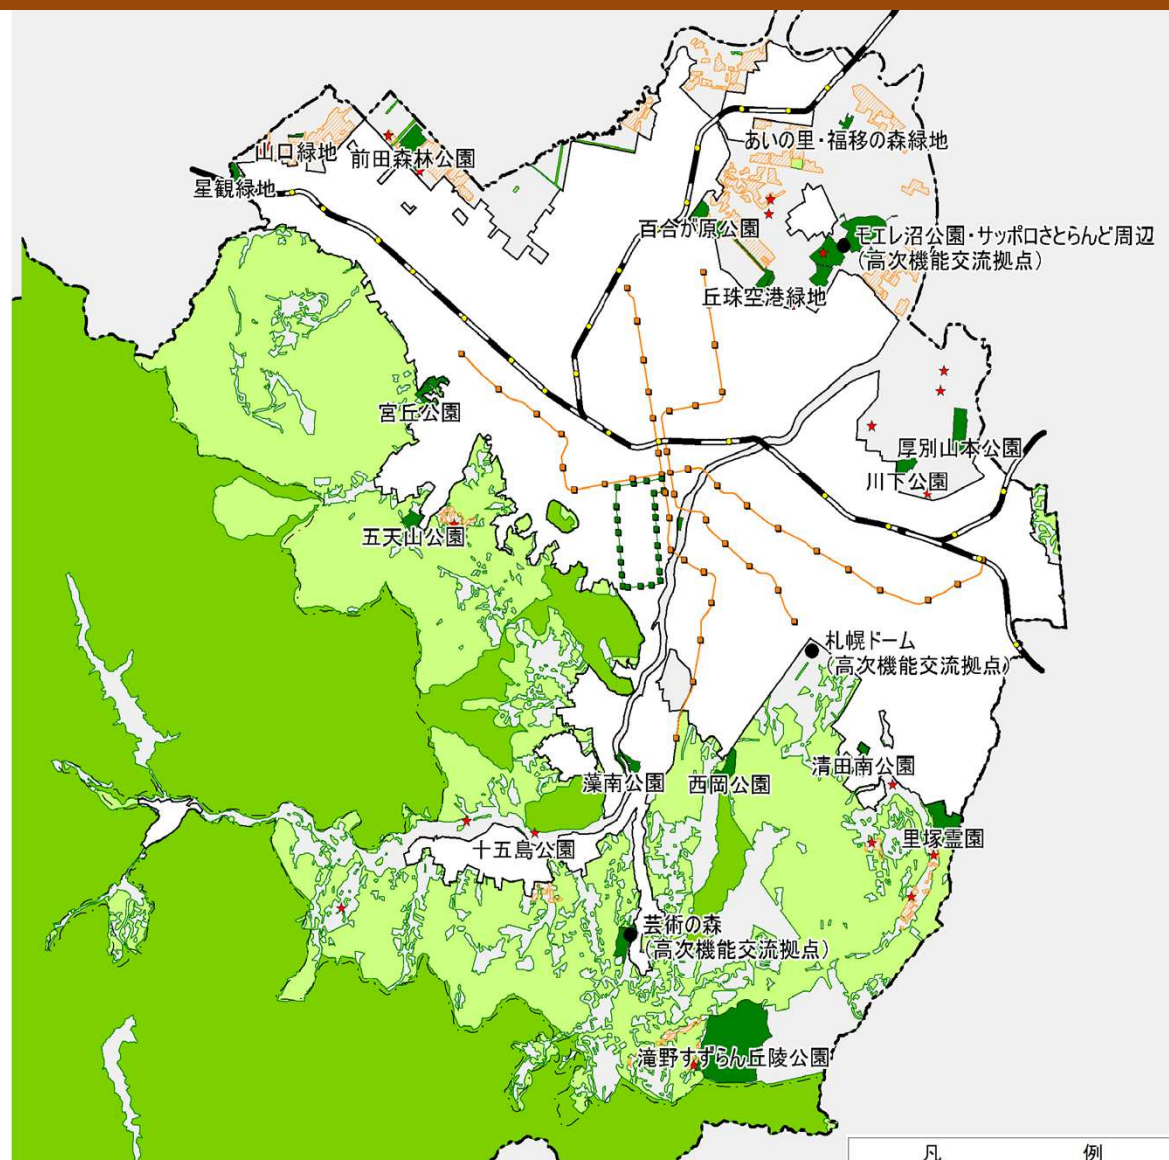 あいの里・福移の森緑地
山口緑地
前田森林公園
星観緑地
百合が原公園
モエレ沼公園・サッポロさとらんど周辺
(高次機能交流拠点)
丘珠空港緑地
宮丘公園
厚別山本公園
川下公園
五天山公園
札幌ドーム
(高次機能交流拠点)
清田南公園
藻南公園
西岡公園
里塚霊園
十五島公園
芸術の森
(高次機能交流拠点)
滝野すずらん丘陵公園
凡 例